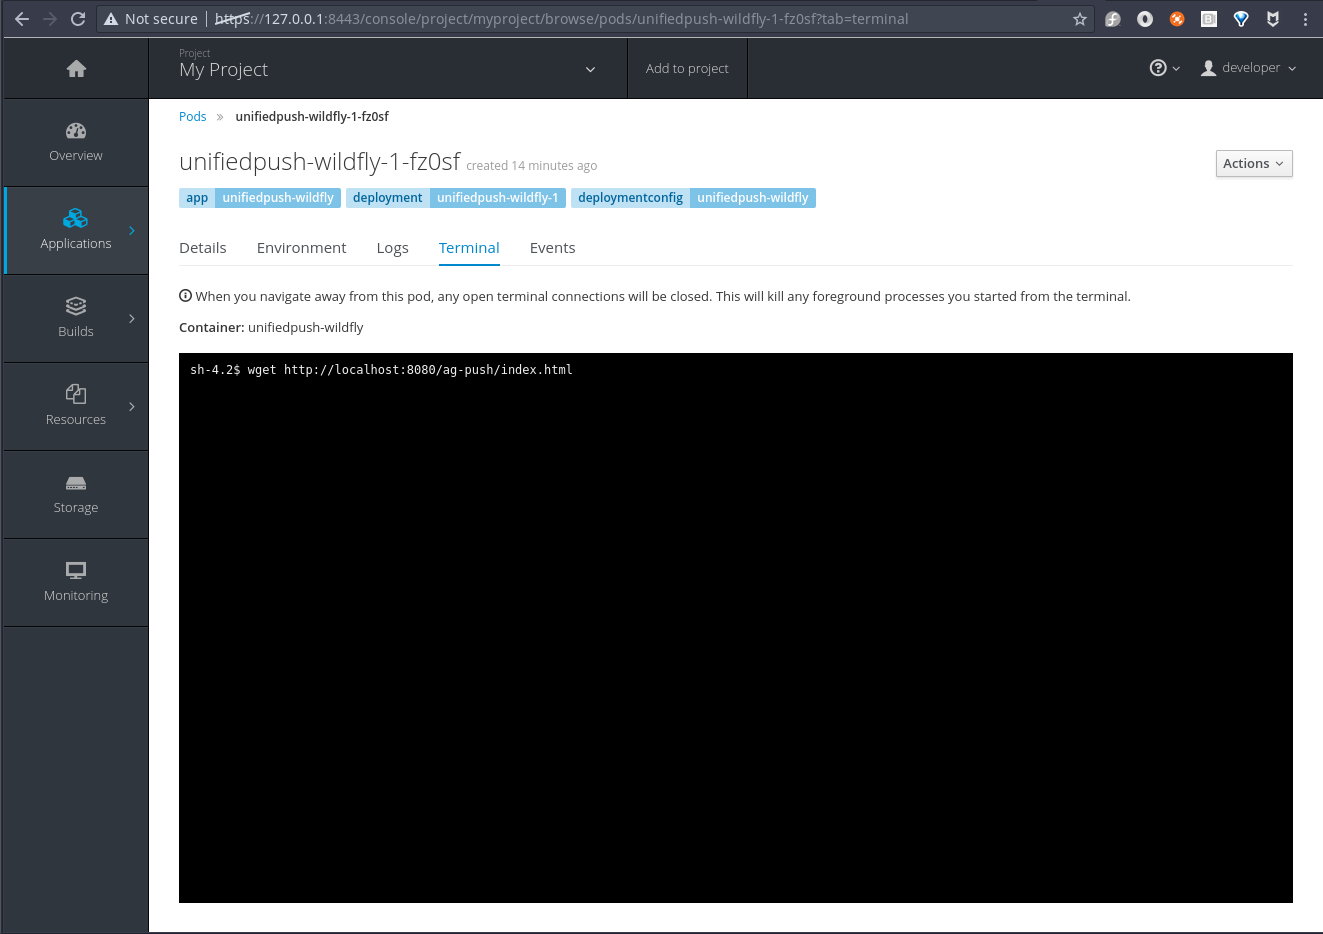 Not secure | https://127.0.0.1:8443/console/project/myproject/browse/pods/unifiedpush-wildfly-1-fz0sf?tab=terminal
Project
My Project
Add to project
developer
Overview
Applications
Builds
Resources
Storage
Monitoring
Pods » unifiedpush-wildfly-1-fz0sf
unifiedpush-wildfly-1-fz0sf created 14 minutes ago
Actions
app unifiedpush-wildfly deployment unifiedpush-wildfly-1 deploymentconfig unifiedpush-wildfly
Details Environment Logs Terminal Events
When you navigate away from this pod, any open terminal connections will be closed. This will kill any foreground processes you started from the terminal.
Container: unifiedpush-wildfly
sh-4.2$ wget http://localhost:8080/ag-push/index.html